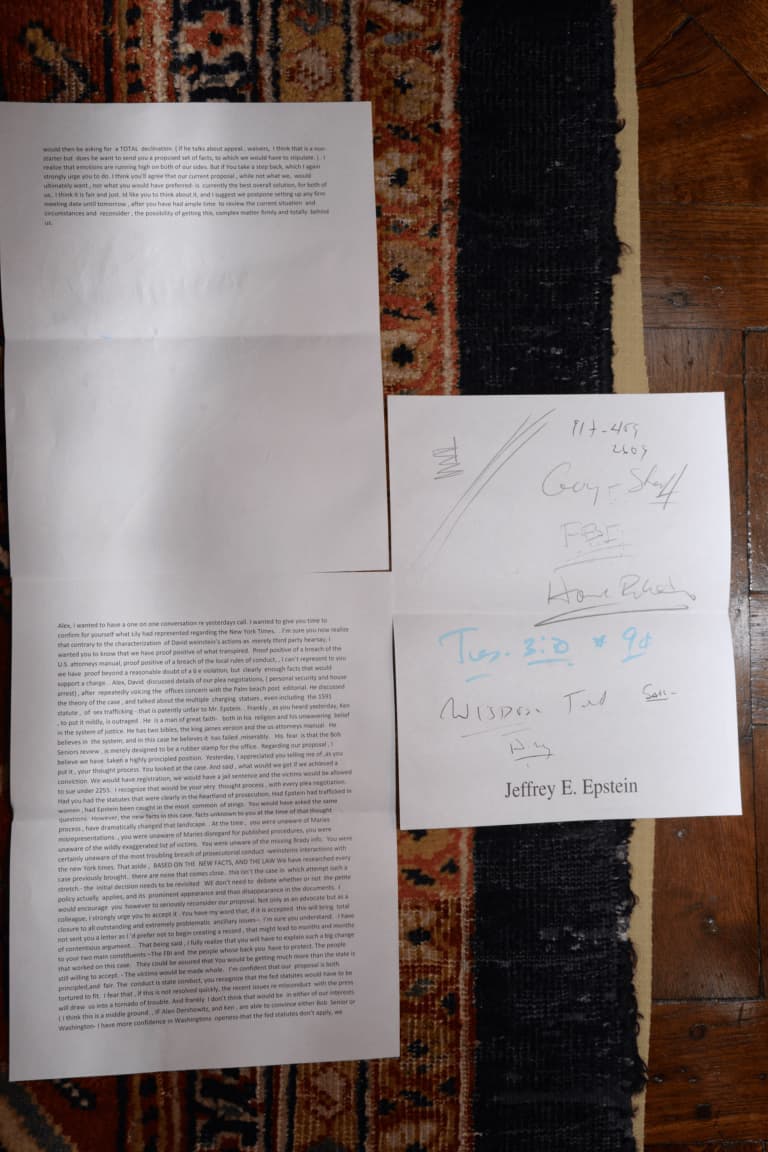 would then be asking for a TOTAL declination. ( if he talks about appeal . waivers, I think that is a non-
starter but does he want to send you a proposed set of facts, to which we would have to stipulate. ( . I
realize that emotions are running high on both of our sides. But if You take a step back, which I again
strongly urge you to do. I think you'll agree that our current proposal , while not what we, would
ultimately want , nor what you would have preferred- is currently the best overall solution, for both of
us, I think it is fair and just. Id like you to think about it, and i suggest we postpone setting up any firm
meeting date until tomorrow , after you have had ample time to review the current situation and
circumstances and reconsider , the possibility of getting this, complex matter firmly and totally behind
us.
Alex, i wanted to have a one on one conversation re yesterdays call. I wanted to give you time to
confirm for yourself what Lily had represented regarding the New York Times. . I'm sure you now realize
that contrary to the characterization of David weinstein's actions as merely third party hearsay, i
wanted you to know that we have proof positive of what transpired. Proof positive of a breach of the
U.S. attorneys manual, proof positive of a breach of the local rules of conduct, , i can't represent to you
we have proof beyond a reasonable doubt of a 6 e violation, but clearly enough facts that would
support a charge. . Alex, David discussed details of our plea negotiations, ( personal security and house
arrest) , after repeatedly voicing the offices concern with the Palm beach post editorial. He discussed
the theory of the case , and talked about the multiple charging statues , even including the 1591
statute , of sex trafficking - that is patently unfair to Mr. Epstein . Frankly , as you heard yesterday, Ken
, to put it mildly, is outraged . He is a man of great faith- both in his religion and his unwavering belief
in the system of justice. He has two bibles, the king james version and the us attorneys manual. He
believes in the system, and in this case he believes it has failed ,miserably. His fear is that the Bob
Seniors review , is merely designed to be a rubber stamp for the office. Regarding our proposal , I
believe we have taken a highly principled position. Yesterday, I appreciated you selling me of ,as you
put it , your thought process. You looked at the case. And said , what would we get if we achieved a
conviction. We would have registration, we would have a jail sentence and the victims would be allowed
to sue under 2255. I recognize that would be your very thought process , with every plea negotiation.
Had you had the statutes that were clearly in the heartland of prosecution, Had Epstein had trafficked in
women , had Epstein been caught in the most common of stings. You would have asked the same
questions. However, the new facts in this case, facts unknown to you at the time of that thought
process , have dramatically changed that landscape. . At the time , you were unaware of Maries
misrepresentations. , you were unaware of Maries disregard for published procedures, you were
unaware of the wildly exaggerated list of victims. You were unware of the missing Brady info. You were
certainly unaware of the most troubling breach of prosecutorial conduct -weinsteins interactions with
the new York times. That aside , BASED ON THE NEW FACTS, AND THE LAW We have researched every
case previously brought.. there are none that comes close.. this isn't the case in which attempt such a
stretch.- the initial decision needs to be revisited WE don't need to debate whether or not the petite
policy actually, applies, and its prominent appearance and than disappearance in the documents. I
would encourage you however to seriously reconsider our proposal. Not only as an advocate but as a
colleague, I strongly urge you to accept it . You have my word that, if it is accepted this will bring total
closure to all outstanding and extremely problematic ancillary issues-. I'm sure you understand. I have
not sent you a letter as I 'd prefer not to begin creating a record , that might lead to months and months
of contentious argument. . That being said , I fully realize that you will have to explain such a big change
to your two main constituents –The FBI and the people whose back you have to protect. The people
that worked on this case. They could be assured that You would be getting much more than the state is
still willing to accept. - The victims would be made whole. I'm confident that our proposal is both
principled,and fair. The conduct is state conduct, you recognize that the fed statutes would have to be
tortured to fit. I fear that , if this is not resolved quickly, the recent issues re misconduct with the press
will draw us into a tornado of trouble. And frankly I don't think that would be in either of our interests
( I think this is a middle ground. , IF Alan Dershowitz, and Ken , are able to convince either Bob Senior or
Washington- I have more confidence in Washingtons openess-that the fed statutes don't apply, we
FBI
Tues. 3:20 *
Jeffrey E. Epstein